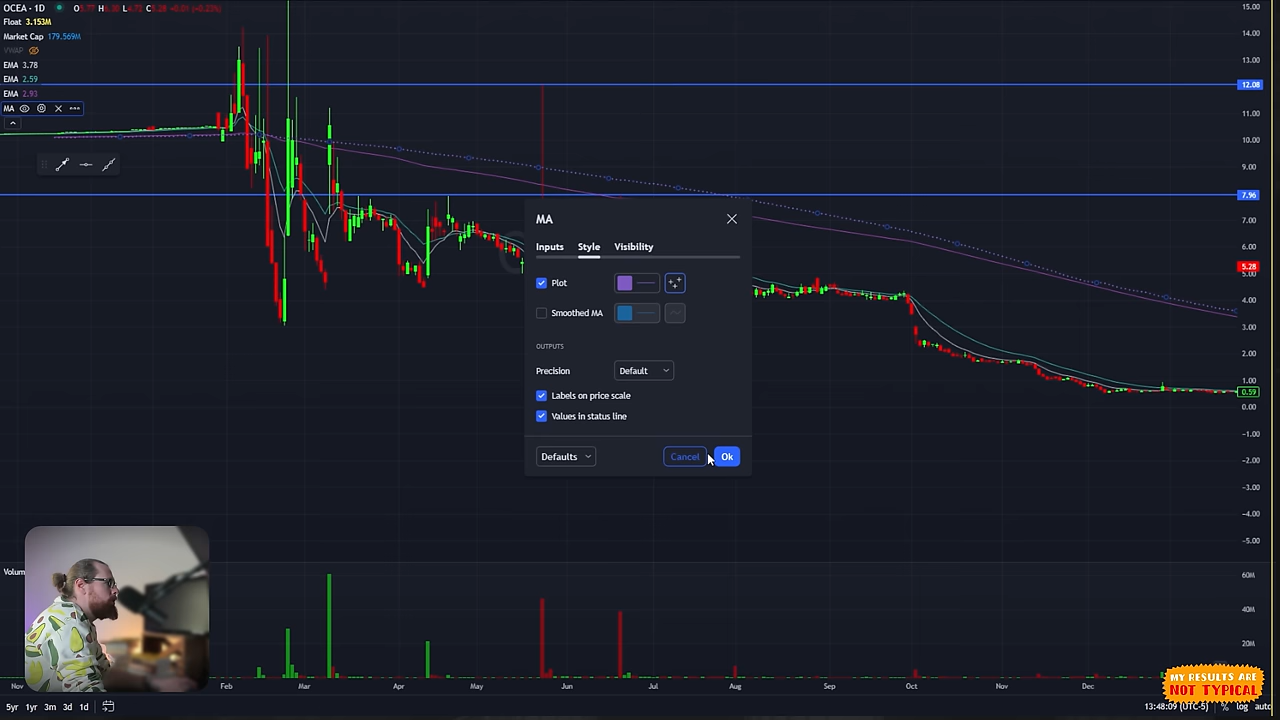 OCEA · 1D
Float 3.153M
Market Cap 179.569M
VWAP
EMA 3.78
EMA 2.59
EMA 2.93
MA
MA
Inputs Style Visibility
Plot
Smoothed MA
OUTPUTS
Precision Default
Labels on price scale
Values in status line
Defaults Cancel Ok
15.00
14.00
13.00
12.08
11.00
10.00
9.00
7.96
7.00
6.00
5.28
5.00
4.00
3.00
2.00
1.00
0.59
0.00
−1.00
−2.00
−3.00
−4.00
−5.00
Volum
60M
40M
20M
Nov Feb Mar Apr May Jun Jul Aug Sep Oct Nov Dec
MY RESULTS ARE
NOT TYPICAL
5yr 1yr 3m 3d 1d 13:48:09 (UTC-5) % log auto